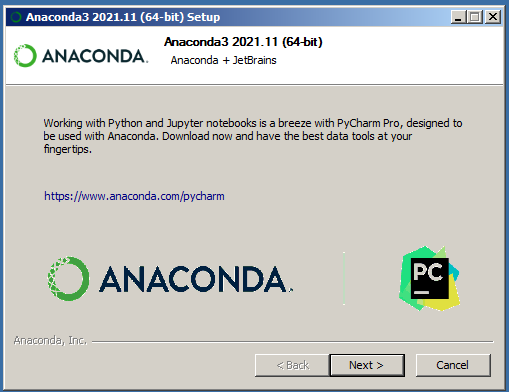 Anaconda3 2021.11 (64-bit) Setup
ANACONDA.
Anaconda3 2021.11 (64-bit)
Anaconda + JetBrains
Working with Python and Jupyter notebooks is a breeze with PyCharm Pro, designed to
be used with Anaconda. Download now and have the best data tools at your
fingertips.
https://www.anaconda.com/pycharm
ANACONDA.
PC
Anaconda, Inc.
< Back
Next >
Cancel